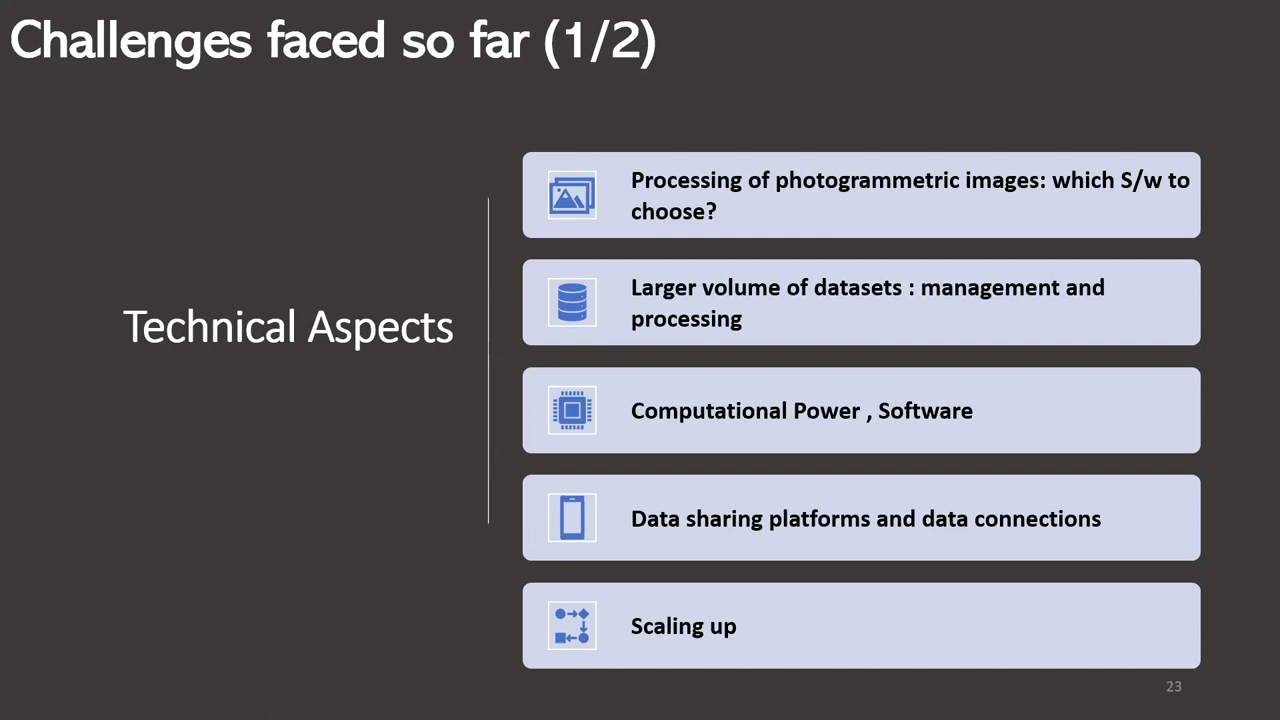 Challenges faced so far (1/2)
Technical Aspects
Processing of photogrammetric images: which S/w to
choose?
Larger volume of datasets : management and
processing
Computational Power , Software
Data sharing platforms and data connections
Scaling up
23